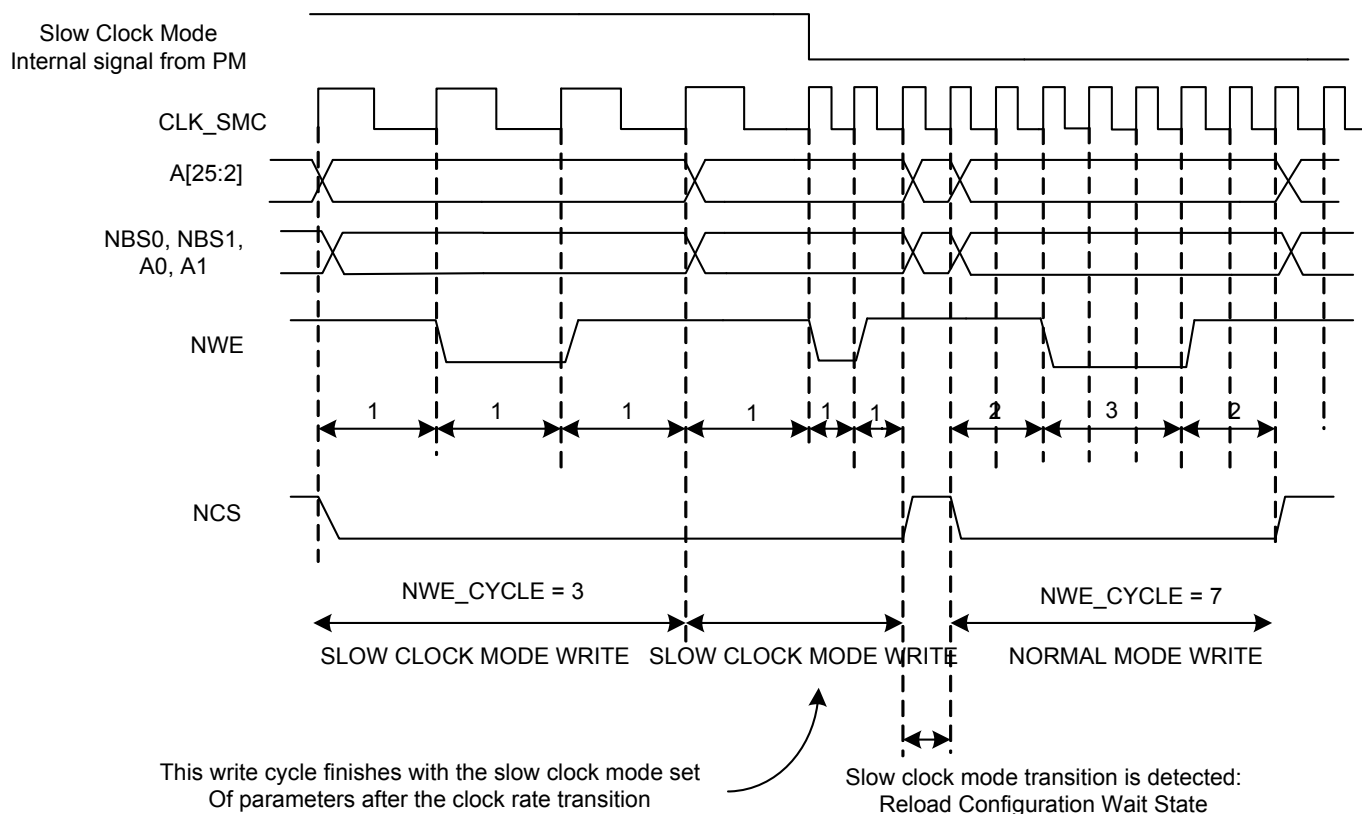 Slow Clock Mode
Internal signal from PM
CLK_SMC
A[25:2]
NBS0, NBS1,
A0, A1
NWE
1 1 1 1 1 1 2 3 2
NCS
NWE_CYCLE = 3 NWE_CYCLE = 7
SLOW CLOCK MODE WRITE SLOW CLOCK MODE WRITE NORMAL MODE WRITE
This write cycle finishes with the slow clock mode set
Of parameters after the clock rate transition
Slow clock mode transition is detected:
Reload Configuration Wait State